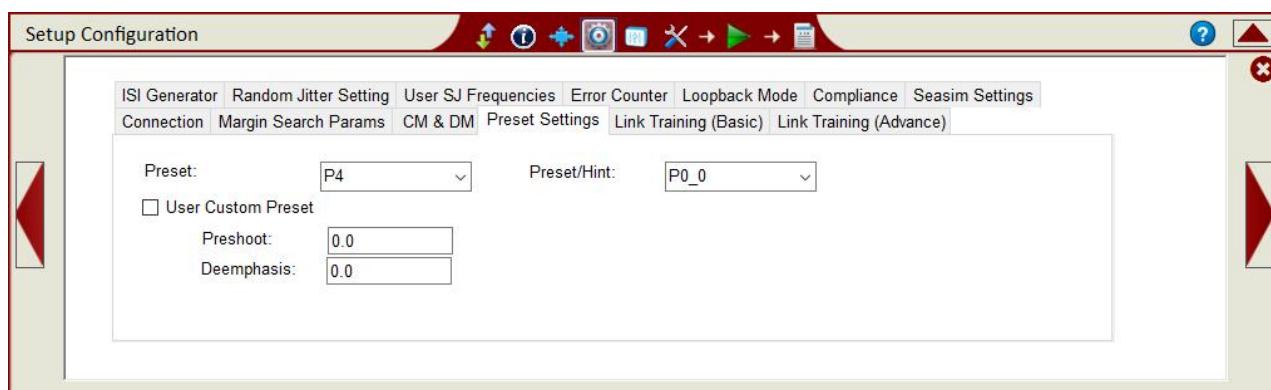 Setup Configuration
ISI Generator Random Jitter Setting User SJ Frequencies Error Counter Loopback Mode Compliance Seasim Settings
Connection Margin Search Params CM & DM Preset Settings Link Training (Basic) Link Training (Advance)
Preset: P4 Preset/Hint: P0_0
User Custom Preset
Preshoot: 0.0
Deemphasis: 0.0